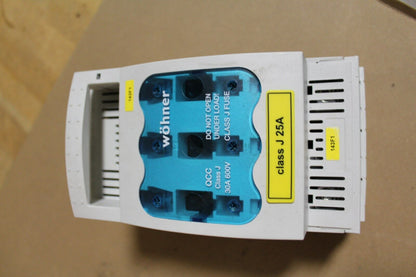 143F1
wöhner
DO NOT OPEN
UNDER LOAD!
CLASS J FUSE
QCC
Class J
30A 600V
class J 25A
143F1